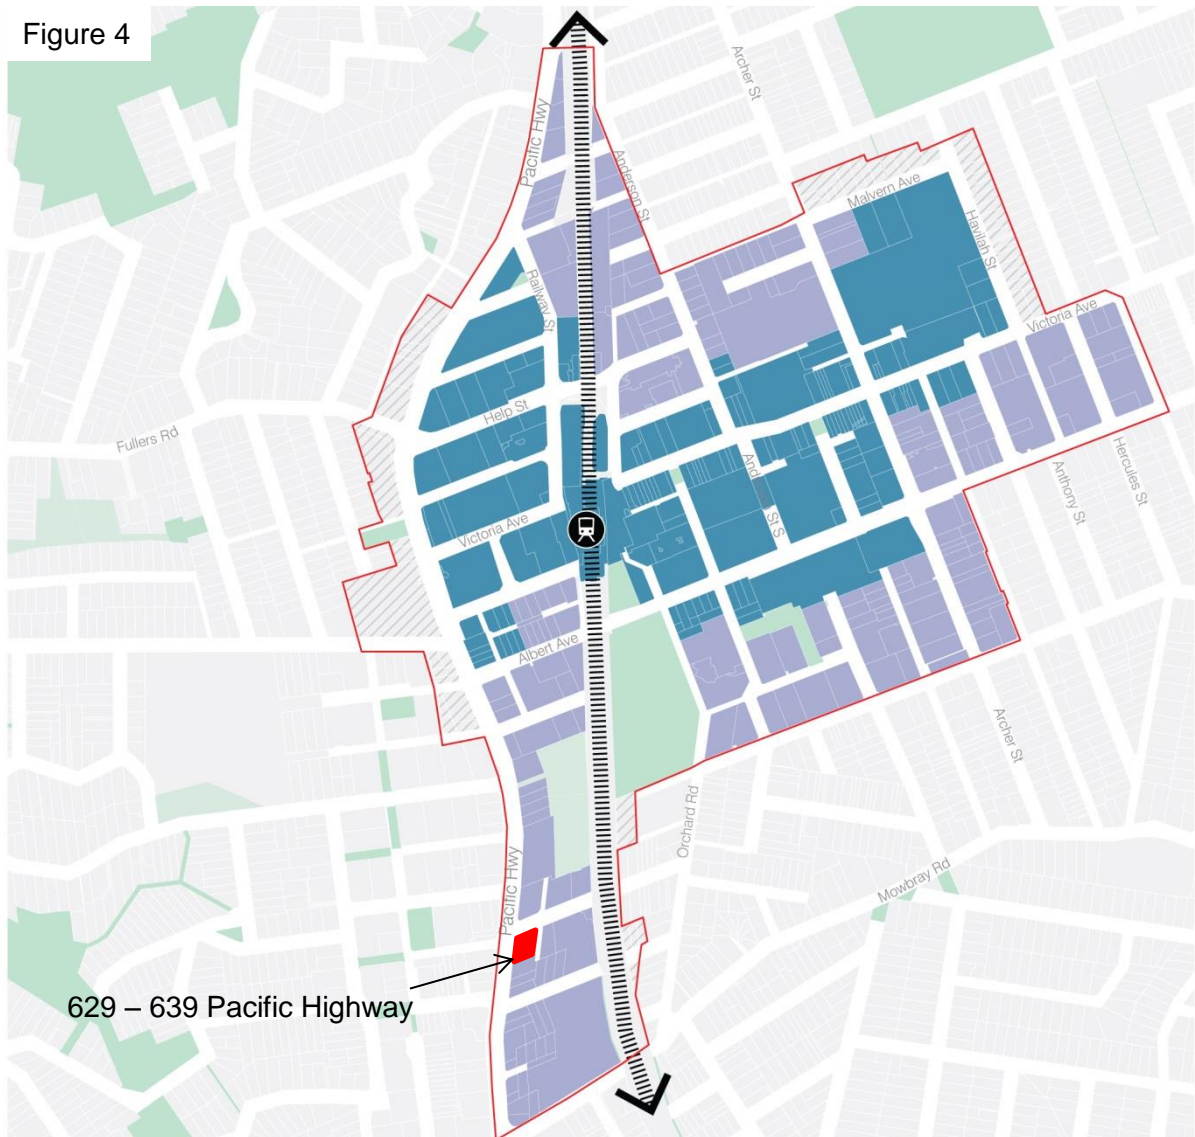 Figure 4
Archer St
Pacific Hwy
Anderson St
Malvern Ave
Havilah St
Railway St
Victoria Ave
Help St
Fullers Rd
Hercules St
Anthony St
Victoria Ave
Albert Ave
Archer St
Orchard Rd
Pacific Hwy
Mowbray Rd
629 – 639 Pacific Highway